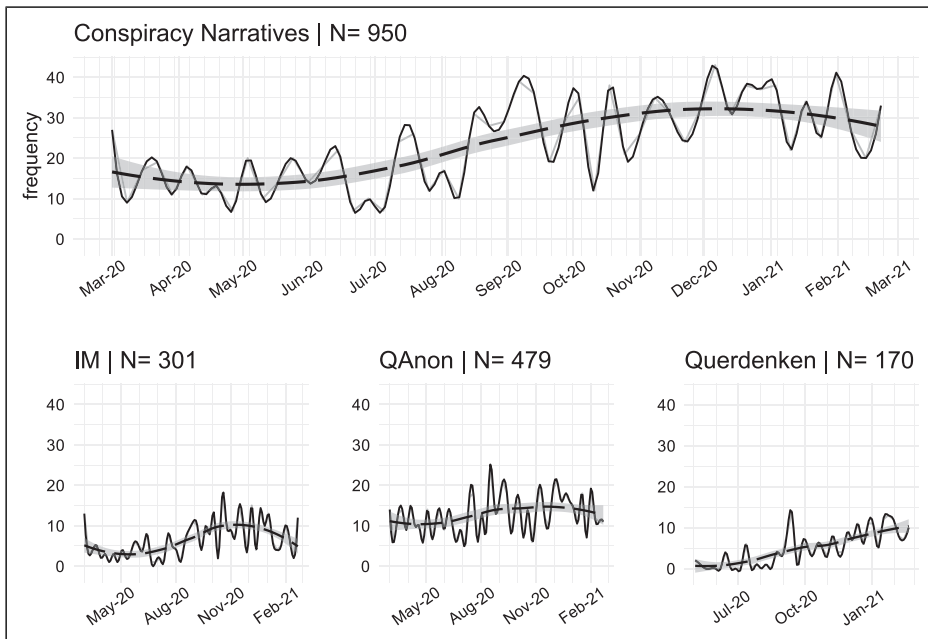 Conspiracy Narratives | N= 950
frequency
40
30
20
10
0
Mar-20 Apr-20 May-20 Jun-20 Jul-20 Aug-20 Sep-20 Oct-20 Nov-20 Dec-20 Jan-21 Feb-21 Mar-21
IM | N= 301
40
30
20
10
0
May-20 Aug-20 Nov-20 Feb-21
QAnon | N= 479
40
30
20
10
0
May-20 Aug-20 Nov-20 Feb-21
Querdenken | N= 170
40
30
20
10
0
Jul-20 Oct-20 Jan-21